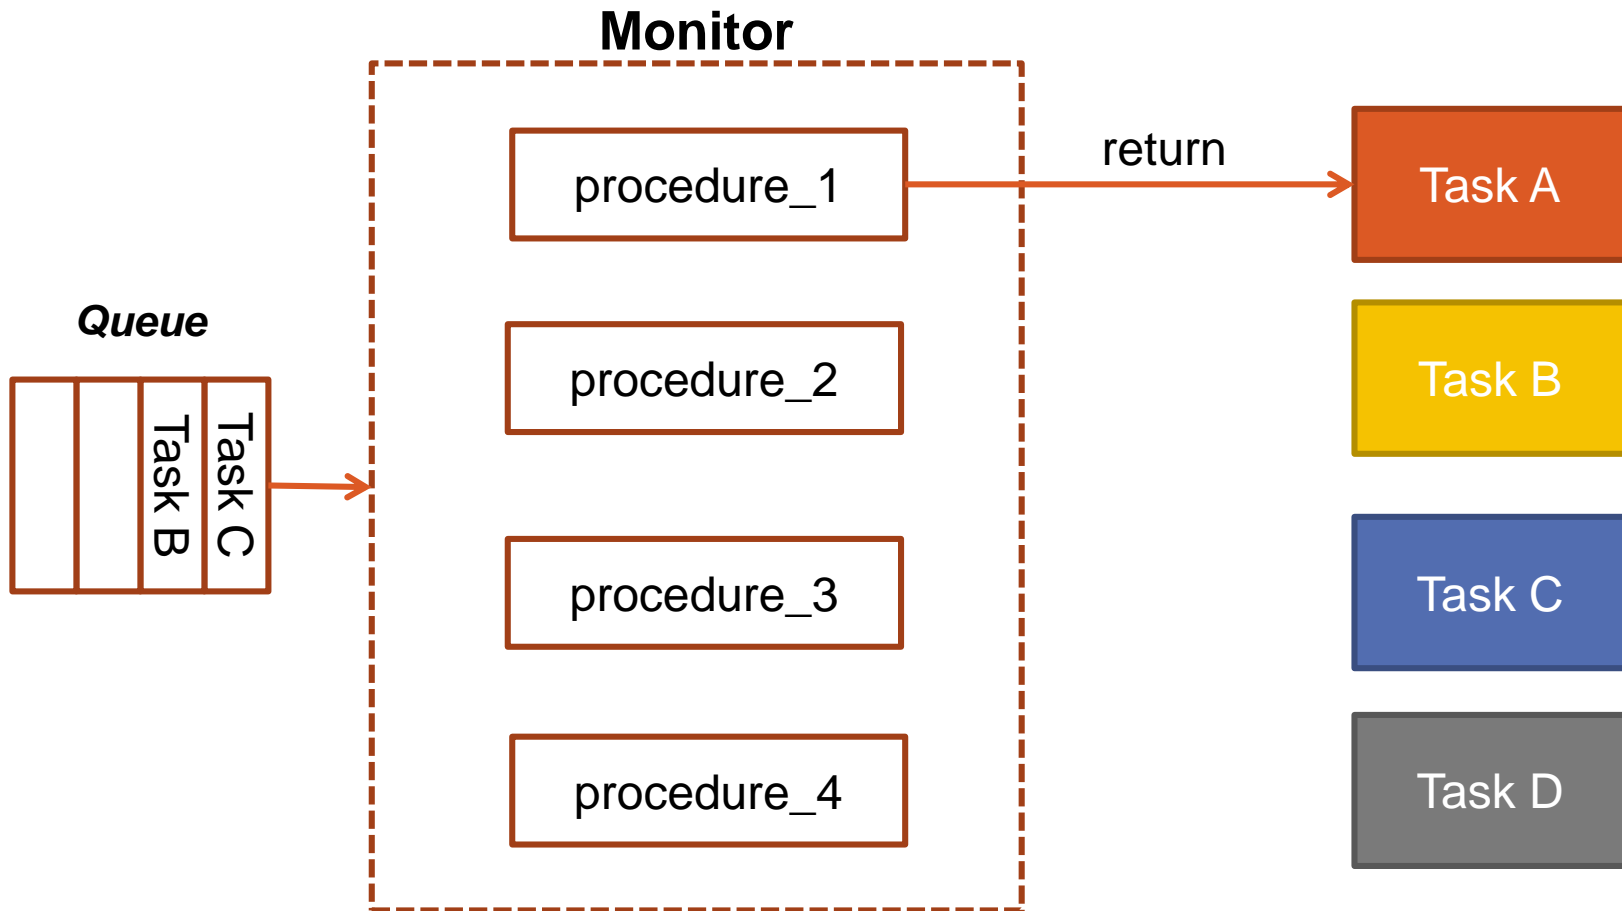 Monitor
procedure_1
return
Task A
Queue
procedure_2
Task B
Task B
Task C
procedure_3
Task C
procedure_4
Task D